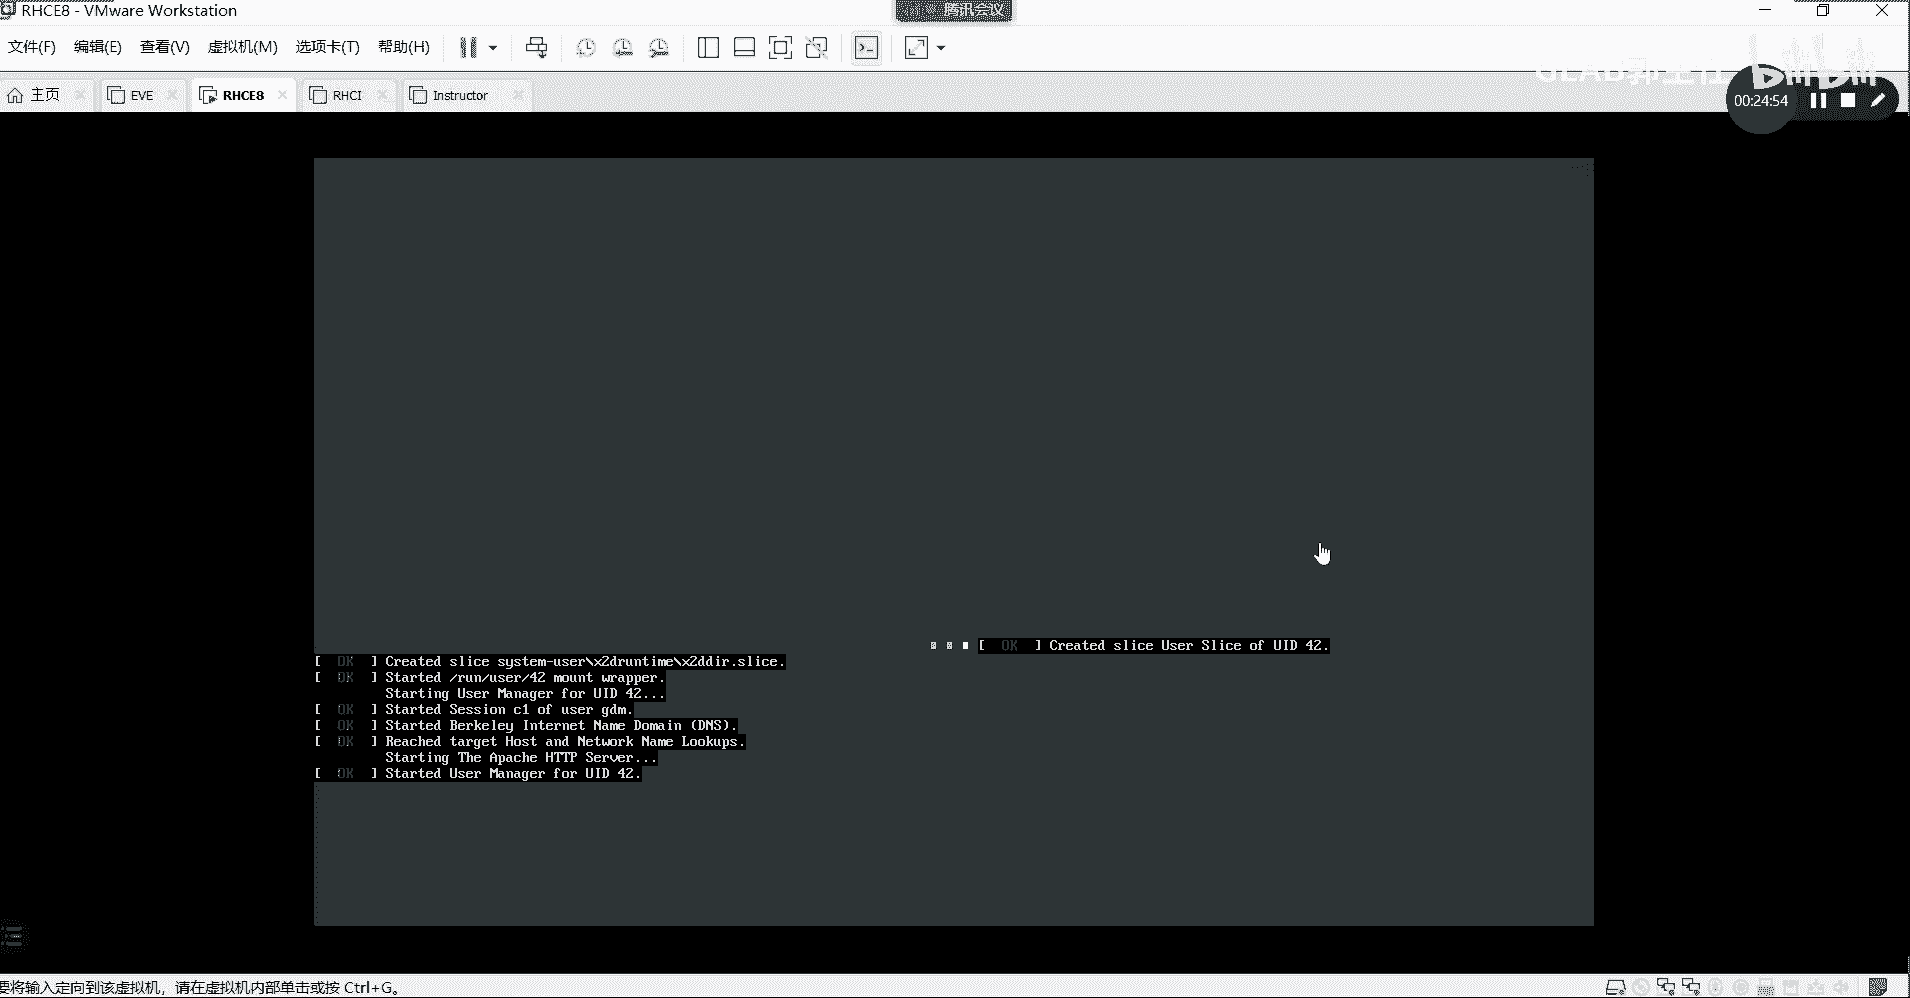 RHCE8 - VMware Workstation
腾讯会议
文件(F) 编辑(E) 查看(V) 虚拟机(M) 选项卡(T) 帮助(H)
主页 EVE RHCE8 RHCI Instructor
bilibili
00:24:54
[ OK ] Created slice User Slice of UID 42.
[ OK ] Created slice system-user\x2druntime\x2ddir.slice.
[ OK ] Started /run/user/42 mount wrapper.
Starting User Manager for UID 42...
[ OK ] Started Session c1 of user gdm.
[ OK ] Started Berkeley Internet Name Domain (DNS).
[ OK ] Reached target Host and Network Name Lookups.
Starting The Apache HTTP Server...
[ OK ] Started User Manager for UID 42.
要将输入定向到该虚拟机，请在虚拟机内部单击或按 Ctrl+G。